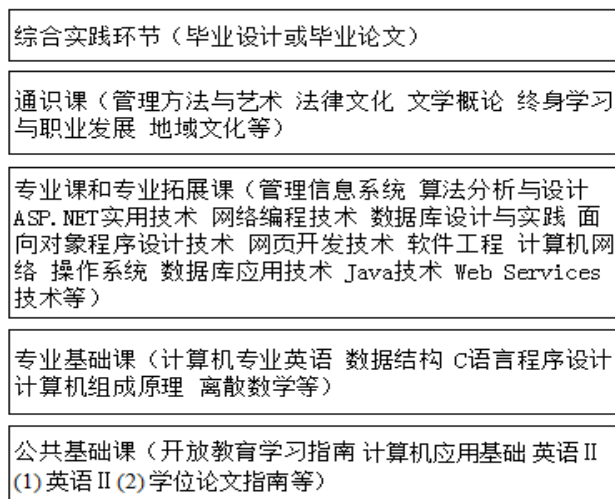 综合实践环节（毕业设计或毕业论文）
通识课（管理方法与艺术 法律文化 文学概论 终身学习
与职业发展 地域文化等）
专业课和专业拓展课（管理信息系统 算法分析与设计
ASP.NET实用技术 网络编程技术 数据库设计与实践 面
向对象程序设计技术 网页开发技术 软件工程 计算机网
络 操作系统 数据库应用技术 Java技术 Web Services
技术等）
专业基础课（计算机专业英语 数据结构 C语言程序设计
计算机组成原理 离散数学等）
公共基础课（开放教育学习指南 计算机应用基础 英语Ⅱ
(1) 英语Ⅱ(2) 学位论文指南等）